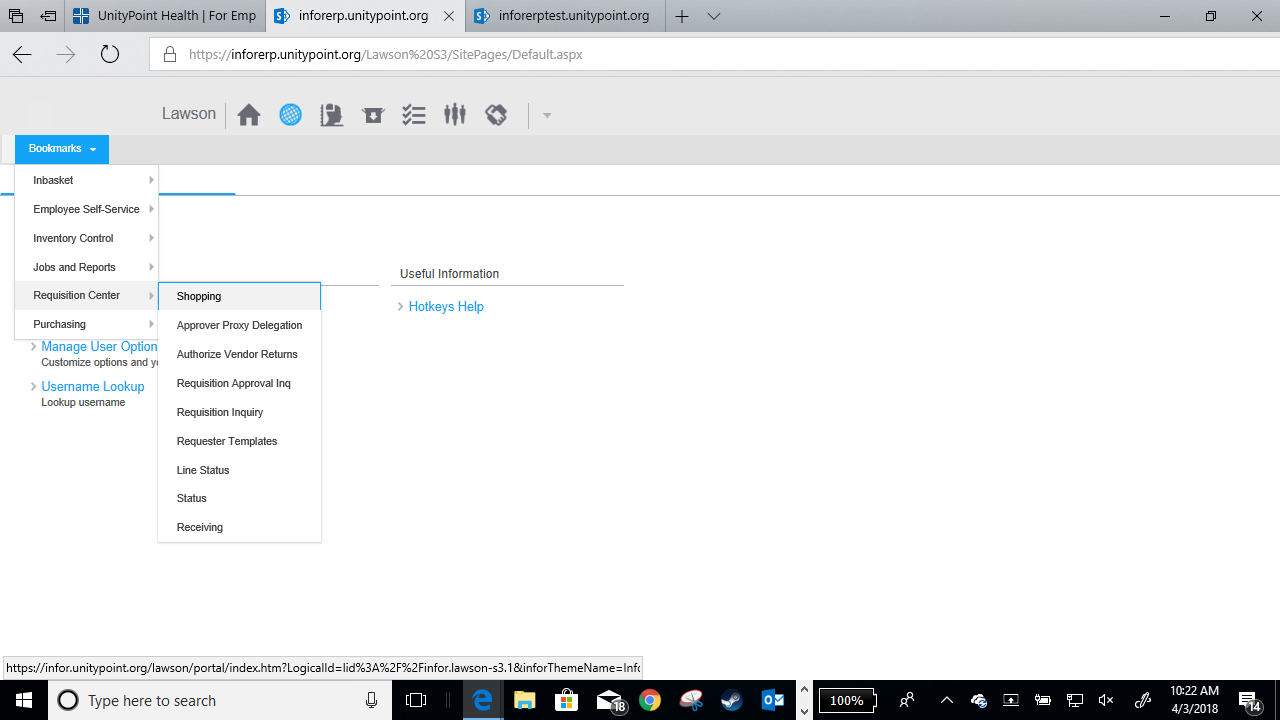 UnityPoint Health | For Emp
inforerp.unitypoint.org
inforerptest.unitypoint.org
https://inforerp.unitypoint.org/Lawson%20S3/SitePages/Default.aspx
Lawson
Bookmarks
Inbasket
Employee Self-Service
Inventory Control
Jobs and Reports
Requisition Center
Purchasing
Shopping
Approver Proxy Delegation
Authorize Vendor Returns
Requisition Approval Inq
Requisition Inquiry
Requester Templates
Line Status
Status
Receiving
Useful Information
Hotkeys Help
Manage User Option
Customize options and yo
Username Lookup
Lookup username
https://infor.unitypoint.org/lawson/portal/index.htm?LogicalId=lid%3A%2F%2Finfor.lawson-s3.1&inforThemeName=Info
Type here to search
18
100%
10:22 AM
4/3/2018
14